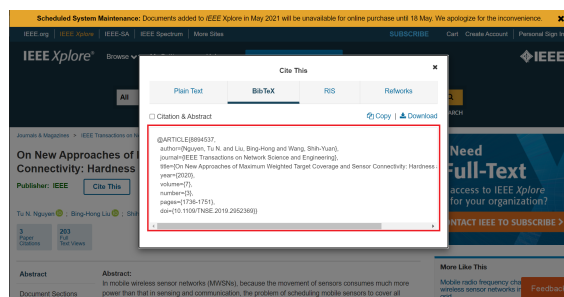 Scheduled System Maintenance: Documents added to IEEE Xplore in May 2021 will be unavailable for online purchase until 18 May. We apologize for the inconvenience. ✖
IEEE.org | IEEE Xplore | IEEE-SA | IEEE Spectrum | More Sites SUBSCRIBE Cart Create Account Personal Sign In
IEEE Xplore® Browse IEEE
Cite This ✖
Plain Text BibTeX RIS Refworks
All
Citation & Abstract Copy | Download
Journals & Magazines > IEEE Transactions on
@ARTICLE{8894537,
author={Nguyen, Tu N. and Liu, Bing-Hong and Wang, Shih-Yuan},
journal={IEEE Transactions on Network Science and Engineering},
title={On New Approaches of Maximum Weighted Target Coverage and Sensor Connectivity: Hardness
year={2020},
volume={7},
number={3},
pages={1736-1751},
doi={10.1109/TNSE.2019.2952369}}
On New Approaches of
Connectivity: Hardness
Publisher: IEEE Cite This
Tu N. Nguyen ; Bing-Hong Liu ;
3 Paper Citations
203 Full Text Views
Need
Full-Text
access to IEEE Xplore
for your organization?
CONTACT IEEE TO SUBSCRIBE >
Abstract
Document Sections
Abstract:
In mobile wireless sensor networks (MWSNs), because the movement of sensors consumes much more
power than that in sensing and communication, the problem of scheduling mobile sensors to cover all
More Like This
Mobile radio frequency
wireless sensor networks
Feedback